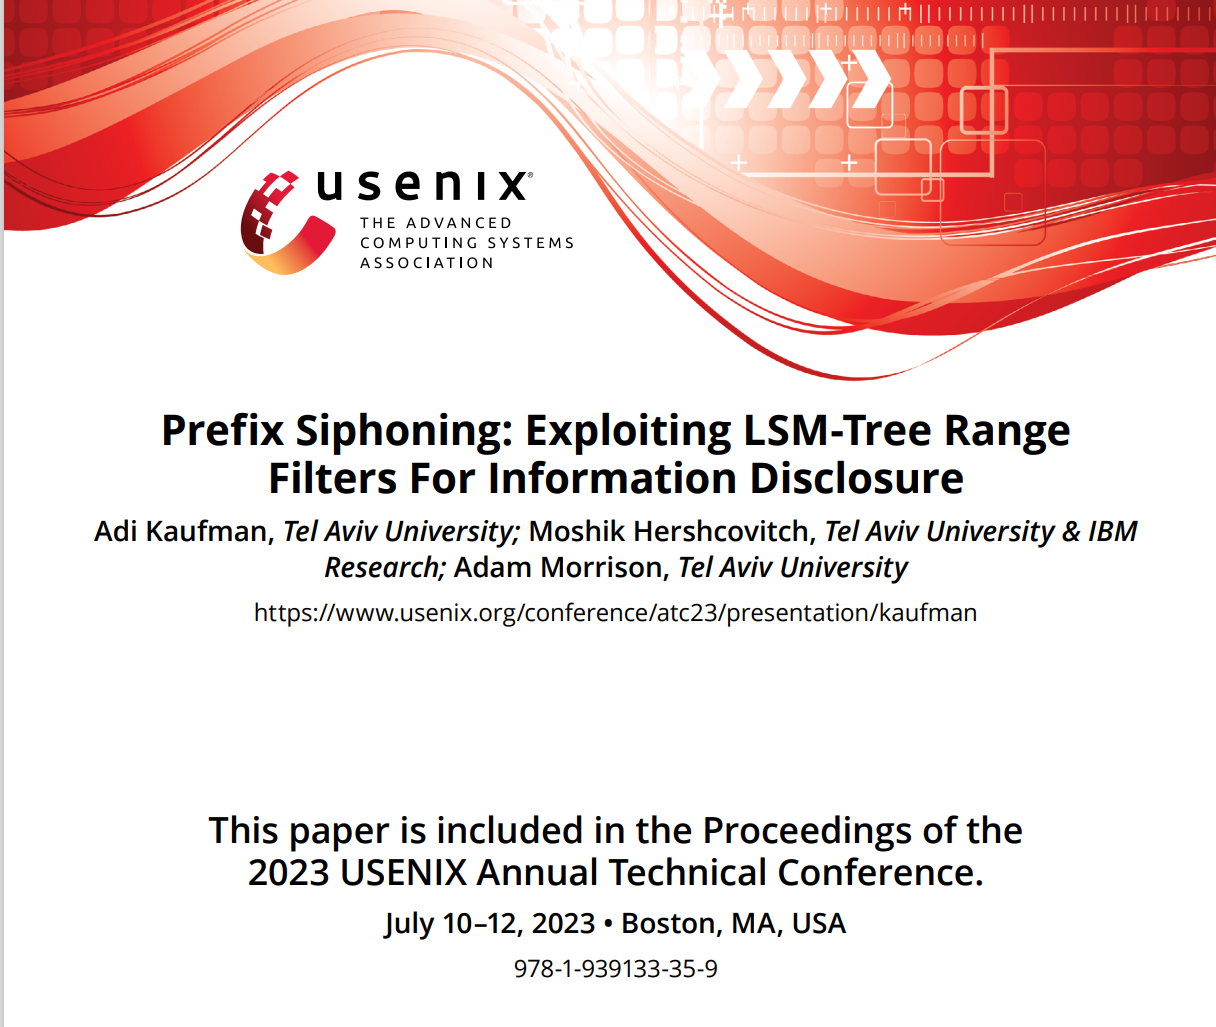 usenix®
THE ADVANCED
COMPUTING SYSTEMS
ASSOCIATION
Prefix Siphoning: Exploiting LSM-Tree Range
Filters For Information Disclosure
Adi Kaufman, Tel Aviv University; Moshik Hershcovitch, Tel Aviv University & IBM
Research; Adam Morrison, Tel Aviv University
https://www.usenix.org/conference/atc23/presentation/kaufman
This paper is included in the Proceedings of the
2023 USENIX Annual Technical Conference.
July 10–12, 2023 • Boston, MA, USA
978-1-939133-35-9